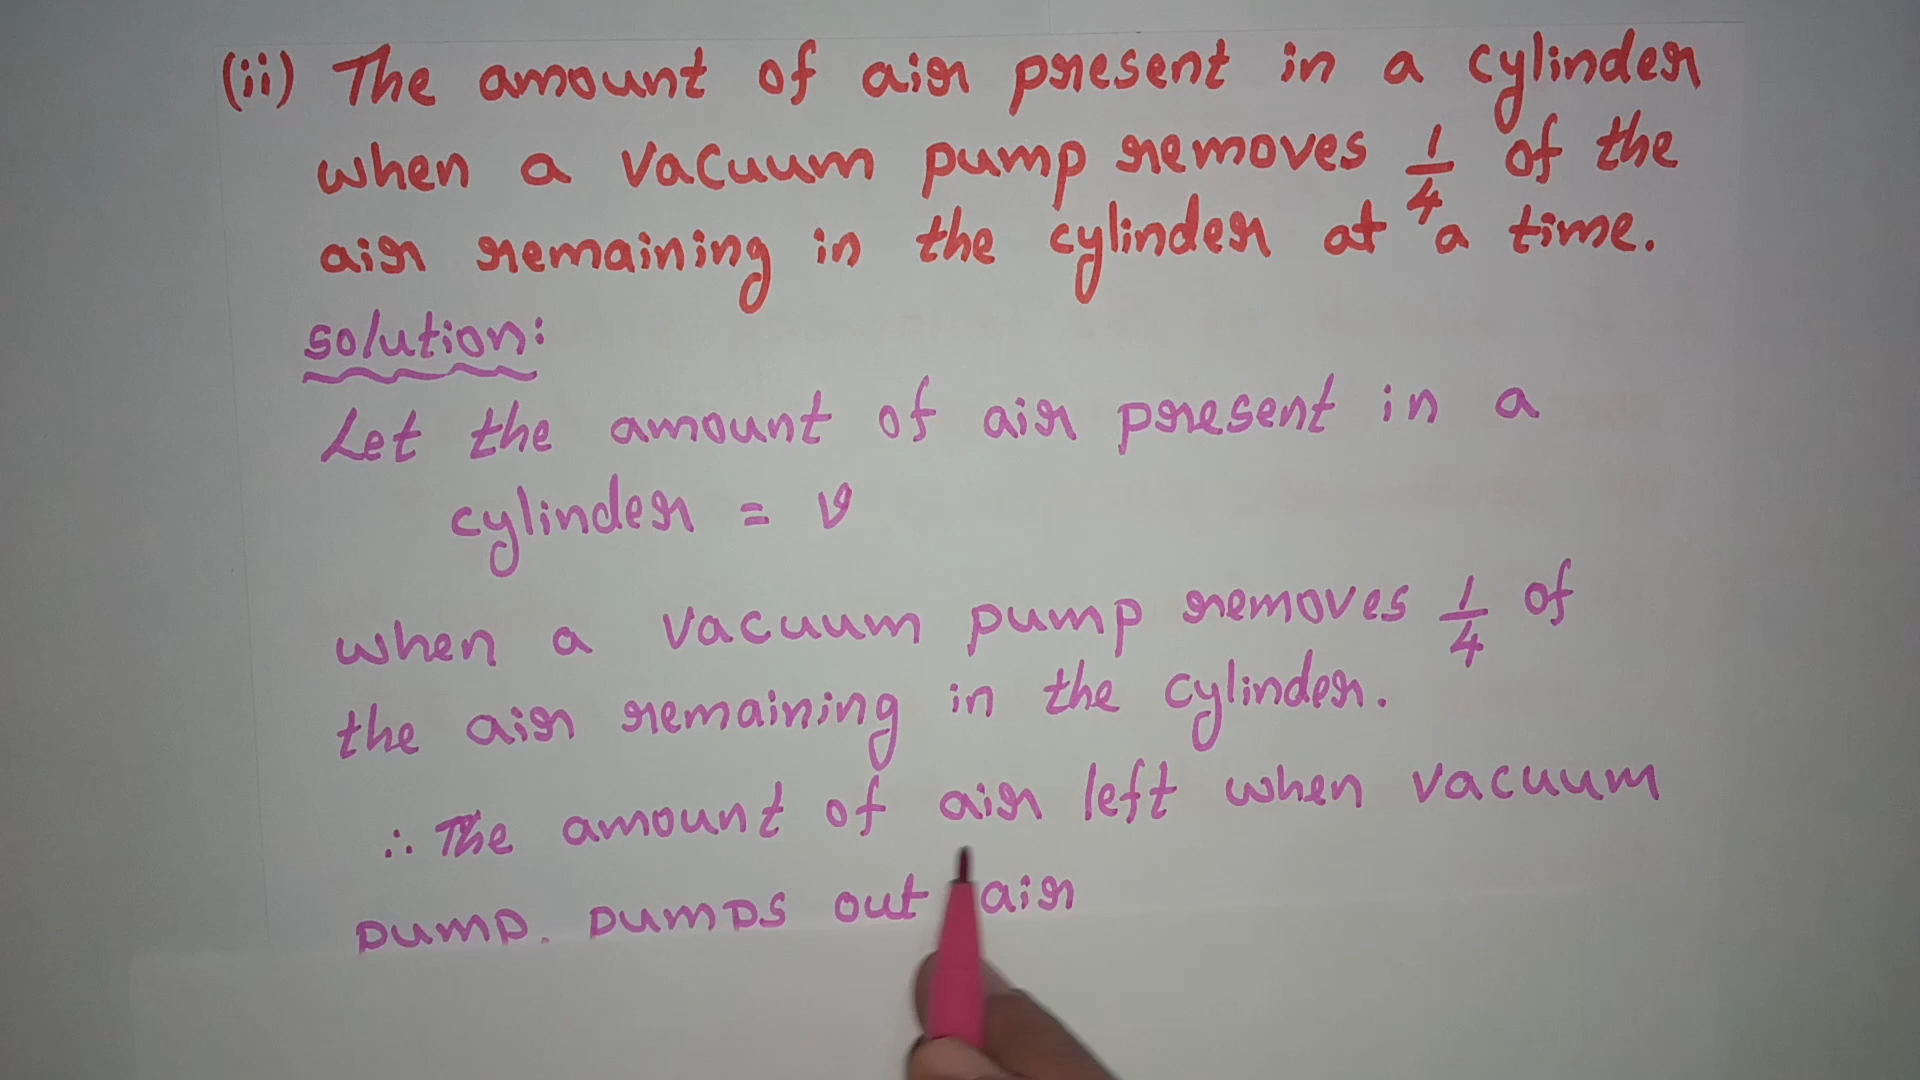 (ii) The amount of air present in a cylinder
when a vacuum pump removes 1/4 of the
air remaining in the cylinder at a time.
solution:
Let the amount of air present in a
cylinder = v
when a vacuum pump removes 1/4 of
the air remaining in the cylinder.
∴ The amount of air left when vacuum
pump. pumps out air